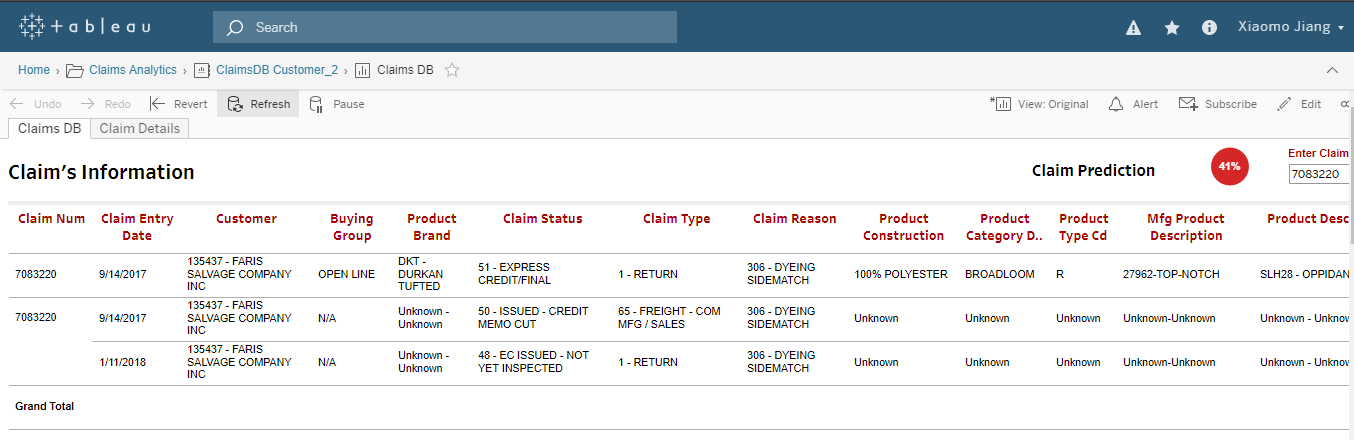 tableau Search Xiaomo Jiang
Home › Claims Analytics › ClaimsDB Customer_2 › Claims DB
Undo Redo Revert Refresh Pause View: Original Alert Subscribe Edit
Claims DB Claim Details
Claim's Information Claim Prediction 41% Enter Claim
7083220
Claim Num Claim Entry Customer Buying Product Claim Status Claim Type Claim Reason Product Product Product Mfg Product Product Desc
Date Group Brand Construction Category D.. Type Cd Description
135437 - FARIS DKT -
7083220 9/14/2017 SALVAGE COMPANY OPEN LINE DURKAN 51 - EXPRESS 1 - RETURN 306 - DYEING 100% POLYESTER BROADLOOM R 27962-TOP-NOTCH SLH28 - OPPIDAN
INC TUFTED CREDIT/FINAL SIDEMATCH
135437 - FARIS
7083220 9/14/2017 SALVAGE COMPANY N/A Unknown - 50 - ISSUED - CREDIT 65 - FREIGHT - COM 306 - DYEING Unknown Unknown Unknown Unknown-Unknown Unknown - Unknow
INC Unknown MEMO CUT MFG / SALES SIDEMATCH
135437 - FARIS
1/11/2018 SALVAGE COMPANY N/A Unknown - 48 - EC ISSUED - NOT 1 - RETURN 306 - DYEING Unknown Unknown Unknown Unknown-Unknown Unknown - Unknow
INC Unknown YET INSPECTED SIDEMATCH
Grand Total